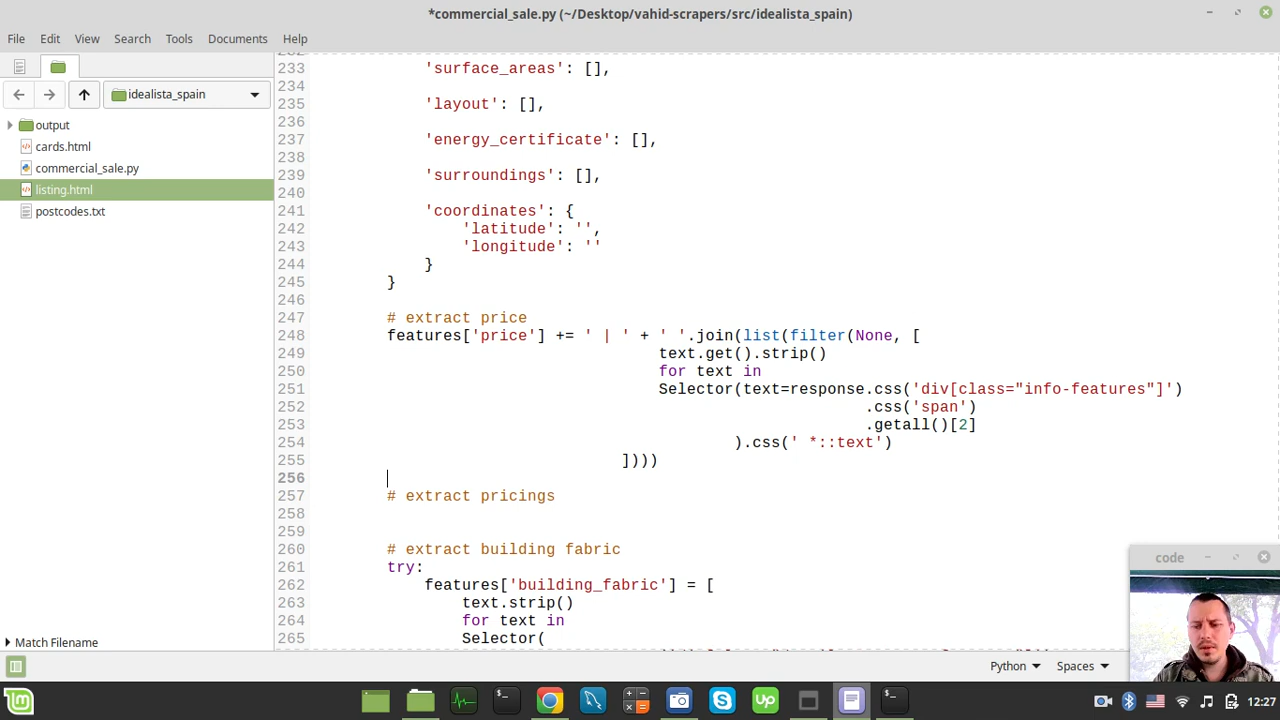 *commercial_sale.py (~/Desktop/vahid-scrapers/src/idealista_spain)
File Edit View Search Tools Documents Help
idealista_spain
output
cards.html
commercial_sale.py
listing.html
postcodes.txt
Match Filename
233 'surface_areas': [],
234
235 'layout': [],
236
237 'energy_certificate': [],
238
239 'surroundings': [],
240
241 'coordinates': {
242 'latitude': '',
243 'longitude': ''
244 }
245 }
246
247 # extract price
248 features['price'] += ' | ' + ' '.join(list(filter(None, [
249 text.get().strip()
250 for text in
251 Selector(text=response.css('div[class="info-features"]')
252 .css('span')
253 .getall()[2]
254 ).css(' *::text')
255 ])))
256
257 # extract pricings
258
259
260 # extract building fabric
261 try:
262 features['building_fabric'] = [
263 text.strip()
264 for text in
265 Selector(
code
Python Spaces
12:27